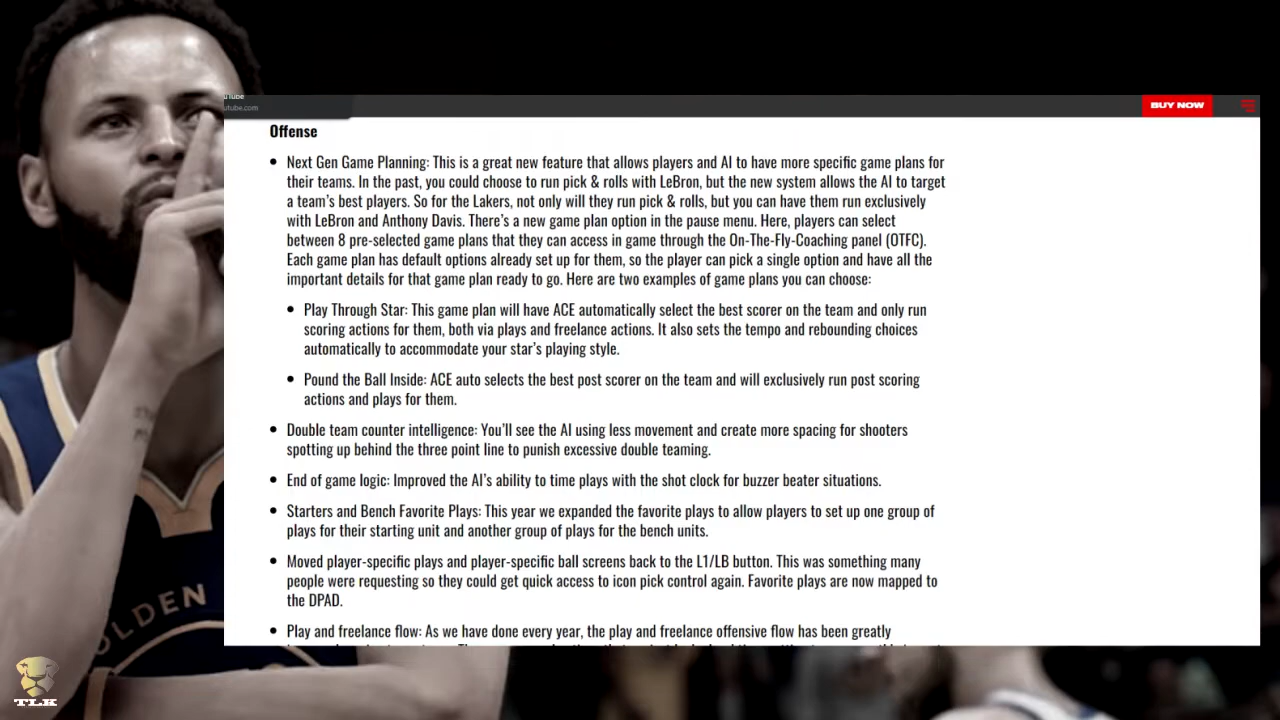 uTube
utube.com
BUY NOW
Offense
Next Gen Game Planning: This is a great new feature that allows players and AI to have more specific game plans for
their teams. In the past, you could choose to run pick & rolls with LeBron, but the new system allows the AI to target
a team's best players. So for the Lakers, not only will they run pick & rolls, but you can have them run exclusively
with LeBron and Anthony Davis. There's a new game plan option in the pause menu. Here, players can select
between 8 pre-selected game plans that they can access in game through the On-The-Fly-Coaching panel (OTFC).
Each game plan has default options already set up for them, so the player can pick a single option and have all the
important details for that game plan ready to go. Here are two examples of game plans you can choose:
Play Through Star: This game plan will have ACE automatically select the best scorer on the team and only run
scoring actions for them, both via plays and freelance actions. It also sets the tempo and rebounding choices
automatically to accommodate your star's playing style.
Pound the Ball Inside: ACE auto selects the best post scorer on the team and will exclusively run post scoring
actions and plays for them.
Double team counter intelligence: You'll see the AI using less movement and create more spacing for shooters
spotting up behind the three point line to punish excessive double teaming.
End of game logic: Improved the AI's ability to time plays with the shot clock for buzzer beater situations.
Starters and Bench Favorite Plays: This year we expanded the favorite plays to allow players to set up one group of
plays for their starting unit and another group of plays for the bench units.
Moved player-specific plays and player-specific ball screens back to the L1/LB button. This was something many
people were requesting so they could get quick access to icon pick control again. Favorite plays are now mapped to
the DPAD.
Play and freelance flow: As we have done every year, the play and freelance offensive flow has been greatly
OLDEN
TLK